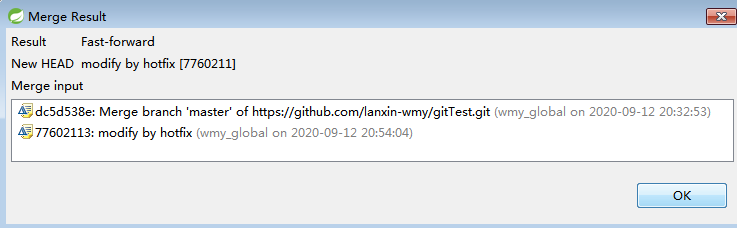 Merge Result
Result Fast-forward
New HEAD modify by hotfix [7760211]
Merge input
dc5d538e: Merge branch 'master' of https://github.com/lanxin-wmy/gitTest.git (wmy_global on 2020-09-12 20:32:53)
77602113: modify by hotfix (wmy_global on 2020-09-12 20:54:04)
OK